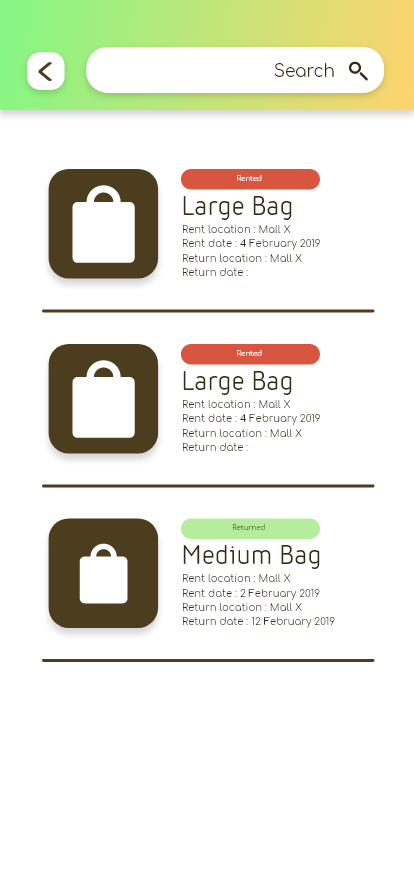 Search
Rented
Large Bag
Rent location : Mall X
Rent date : 4 February 2019
Return location : Mall X
Return date :
Rented
Large Bag
Rent location : Mall X
Rent date : 4 February 2019
Return location : Mall X
Return date :
Returned
Medium Bag
Rent location : Mall X
Rent date : 2 February 2019
Return location : Mall X
Return date : 12 February 2019